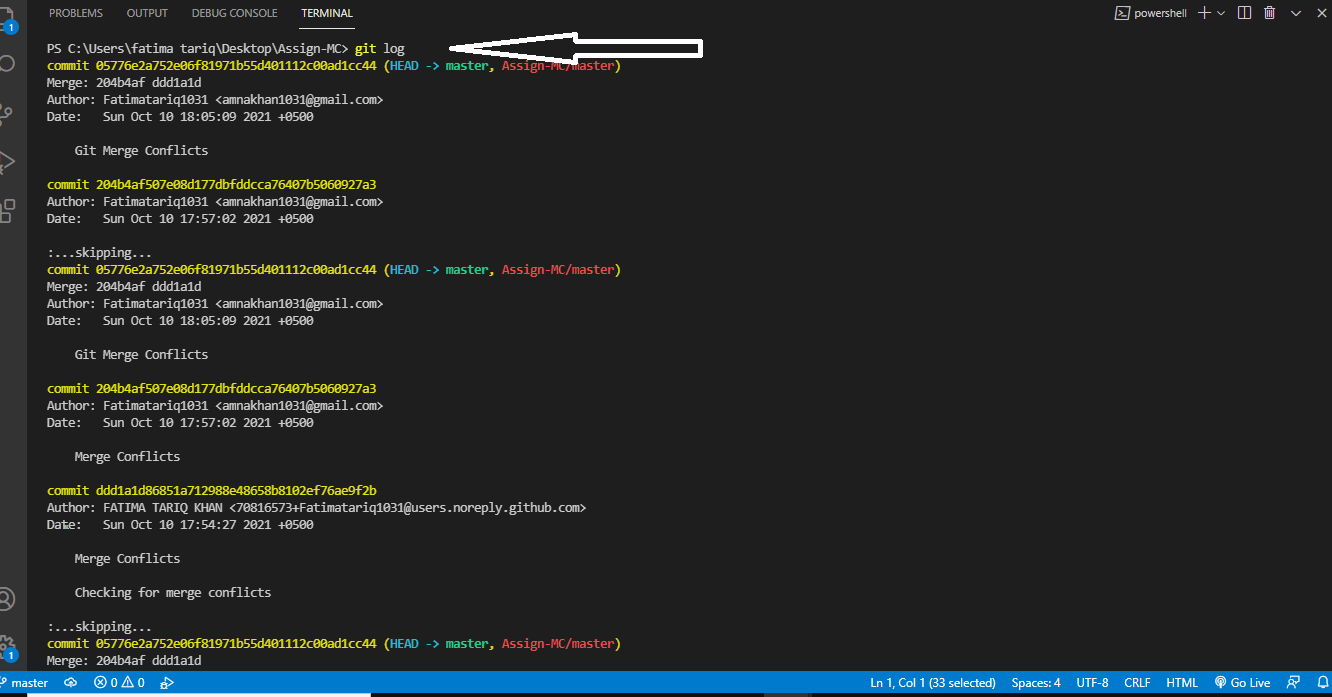 PROBLEMS OUTPUT DEBUG CONSOLE TERMINAL powershell
1
PS C:\Users\fatima tariq\Desktop\Assign-MC> git log
commit 05776e2a752e06f81971b55d401112c00ad1cc44 (HEAD -> master, Assign-MC/master)
Merge: 204b4af ddd1a1d
Author: Fatimatariq1031 <amnakhan1031@gmail.com>
Date:   Sun Oct 10 18:05:09 2021 +0500
Git Merge Conflicts
commit 204b4af507e08d177dbfddcca76407b5060927a3
Author: Fatimatariq1031 <amnakhan1031@gmail.com>
Date:   Sun Oct 10 17:57:02 2021 +0500
:...skipping...
commit 05776e2a752e06f81971b55d401112c00ad1cc44 (HEAD -> master, Assign-MC/master)
Merge: 204b4af ddd1a1d
Author: Fatimatariq1031 <amnakhan1031@gmail.com>
Date:   Sun Oct 10 18:05:09 2021 +0500
Git Merge Conflicts
commit 204b4af507e08d177dbfddcca76407b5060927a3
Author: Fatimatariq1031 <amnakhan1031@gmail.com>
Date:   Sun Oct 10 17:57:02 2021 +0500
Merge Conflicts
commit ddd1a1d86851a712988e48658b8102ef76ae9f2b
Author: FATIMA TARIQ KHAN <70816573+Fatimatariq1031@users.noreply.github.com>
Date:   Sun Oct 10 17:54:27 2021 +0500
Merge Conflicts
Checking for merge conflicts
:...skipping...
commit 05776e2a752e06f81971b55d401112c00ad1cc44 (HEAD -> master, Assign-MC/master)
1
Merge: 204b4af ddd1a1d
master 0 0 Ln 1, Col 1 (33 selected) Spaces: 4 UTF-8 CRLF HTML Go Live